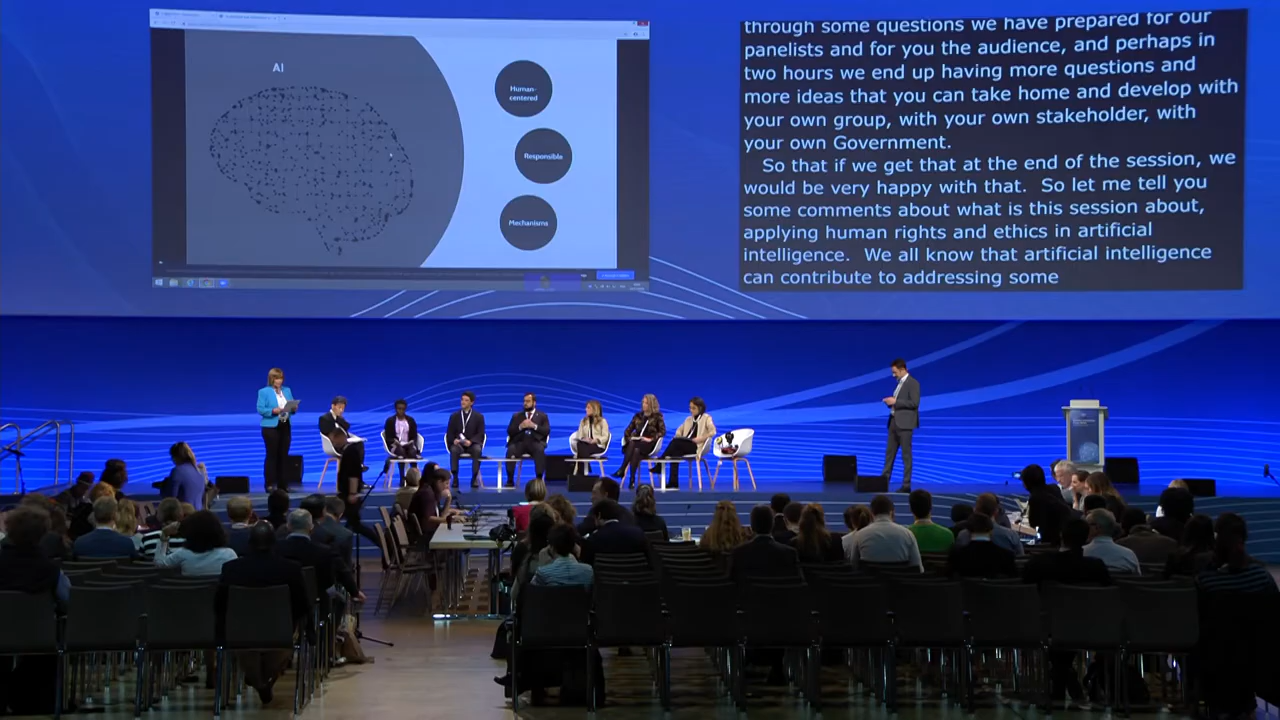 AI
Human-
centered
Responsible
Mechanisms
through some questions we have prepared for our
panelists and for you the audience, and perhaps in
two hours we end up having more questions and
more ideas that you can take home and develop with
your own group, with your own stakeholder, with
your own Government.
So that if we get that at the end of the session, we
would be very happy with that. So let me tell you
some comments about what is this session about,
applying human rights and ethics in artificial
intelligence. We all know that artificial intelligence
can contribute to addressing some